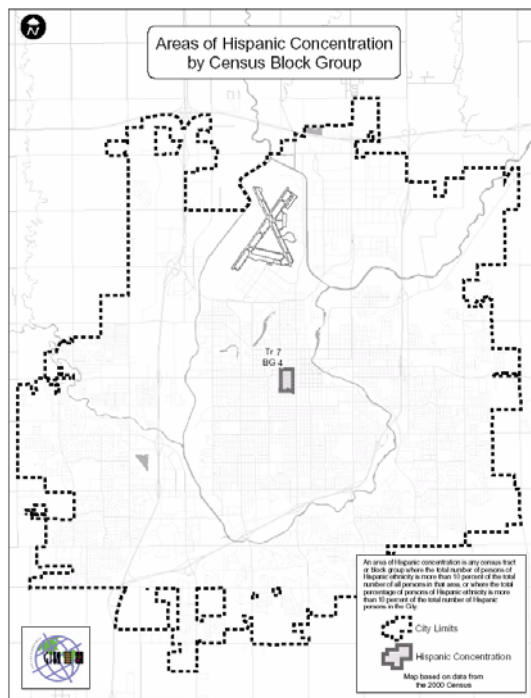 N
Areas of Hispanic Concentration
by Census Block Group
Tr 7
BG 4
An area of Hispanic concentration is any census tract
or block group where the total number of persons of
Hispanic ethnicity is more than 10 percent of the total
number of all persons in that area, or where the total
percentage of persons of Hispanic ethnicity is more
than 10 percent of the total number of Hispanic
persons in the City.
City Limits
Hispanic Concentration
Map based on data from
the 2000 Census